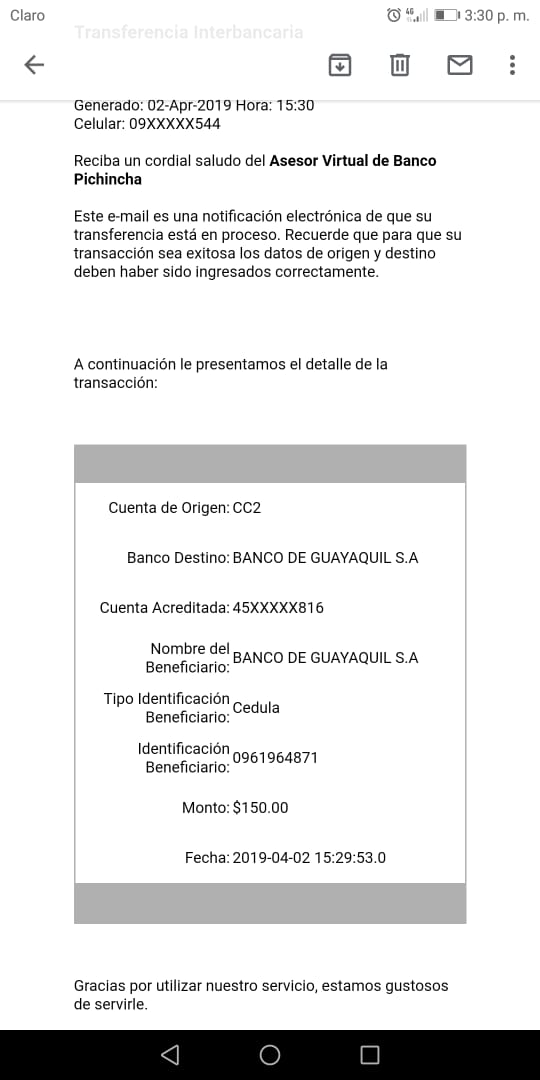 Claro 4G 3:30 p. m.
Transferencia Interbancaria
Generado: 02-Apr-2019 Hora: 15:30
Celular: 09XXXXX544
Reciba un cordial saludo del Asesor Virtual de Banco
Pichincha
Este e-mail es una notificación electrónica de que su
transferencia está en proceso. Recuerde que para que su
transacción sea exitosa los datos de origen y destino
deben haber sido ingresados correctamente.
A continuación le presentamos el detalle de la
transacción:
Cuenta de Origen: CC2
Banco Destino: BANCO DE GUAYAQUIL S.A
Cuenta Acreditada: 45XXXXX816
Nombre del
Beneficiario: BANCO DE GUAYAQUIL S.A
Tipo Identificación
Beneficiario: Cedula
Identificación
Beneficiario: 0961964871
Monto: $150.00
Fecha: 2019-04-02 15:29:53.0
Gracias por utilizar nuestro servicio, estamos gustosos
de servirle.